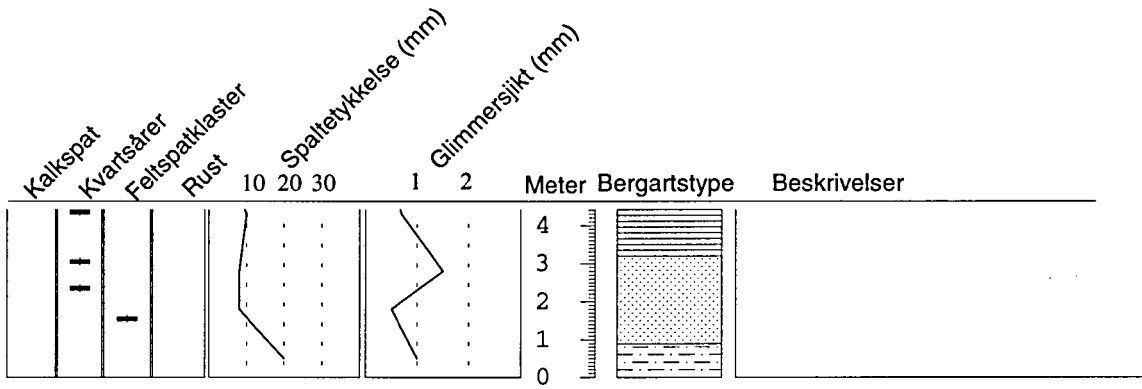 Kalkspat
Kvartsårer
Feltspatklaster
Rust
Spaltetykkelse (mm)
Glimmersjikt (mm)
10 20 30 1 2 Meter Bergartstype Beskrivelser
4
3
2
1
0